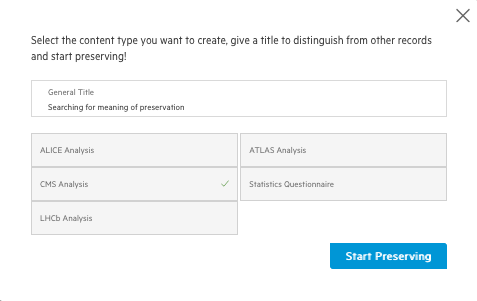 Select the content type you want to create, give a title to distinguish from other records
and start preserving!
General Title
Searching for meaning of preservation
ALICE Analysis
ATLAS Analysis
CMS Analysis
Statistics Questionnaire
LHCb Analysis
Start Preserving